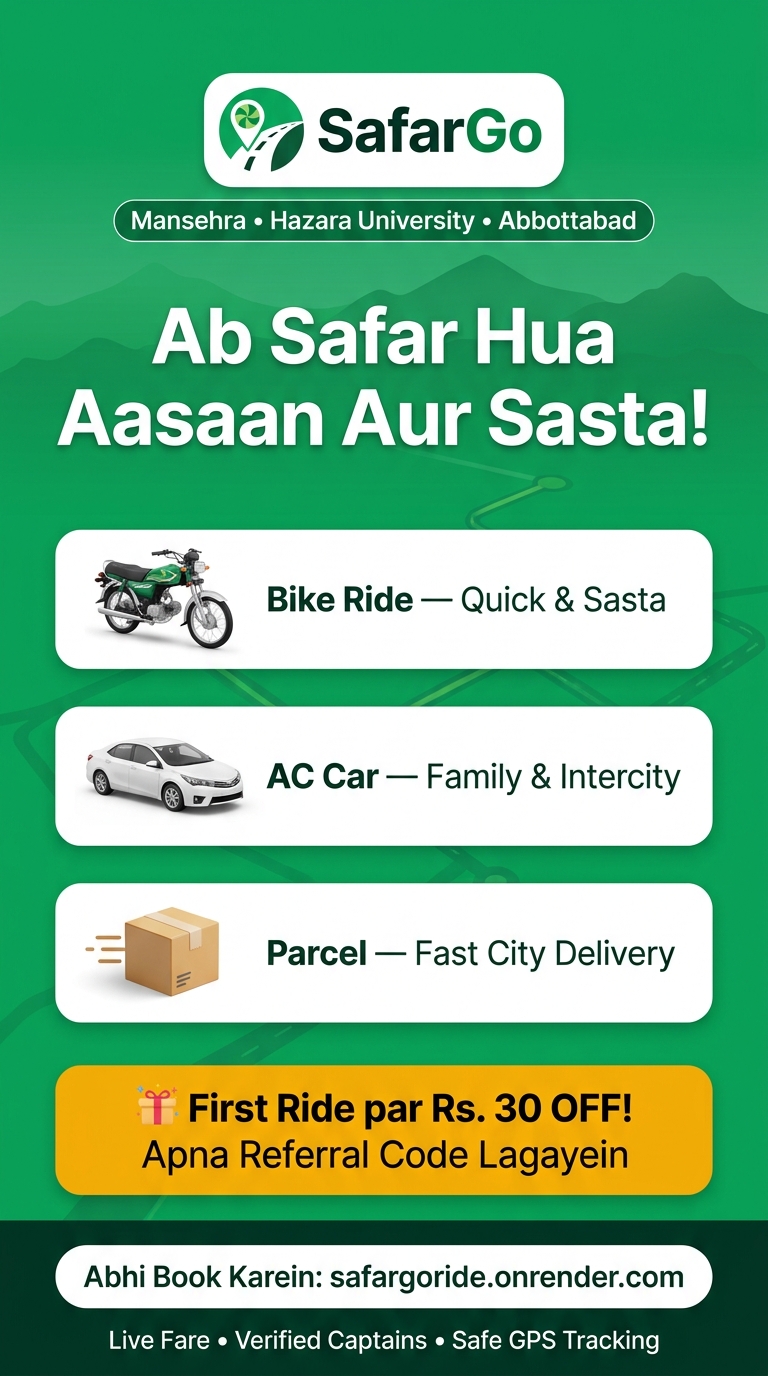 SafarGo
Mansehra • Hazara University • Abbottabad
Ab Safar Hua
Aasaan Aur Sasta!
Bike Ride — Quick & Sasta
AC Car — Family & Intercity
Parcel — Fast City Delivery
🎁 First Ride par Rs. 30 OFF!
Apna Referral Code Lagayein
Abhi Book Karein: safargoride.onrender.com
Live Fare • Verified Captains • Safe GPS Tracking